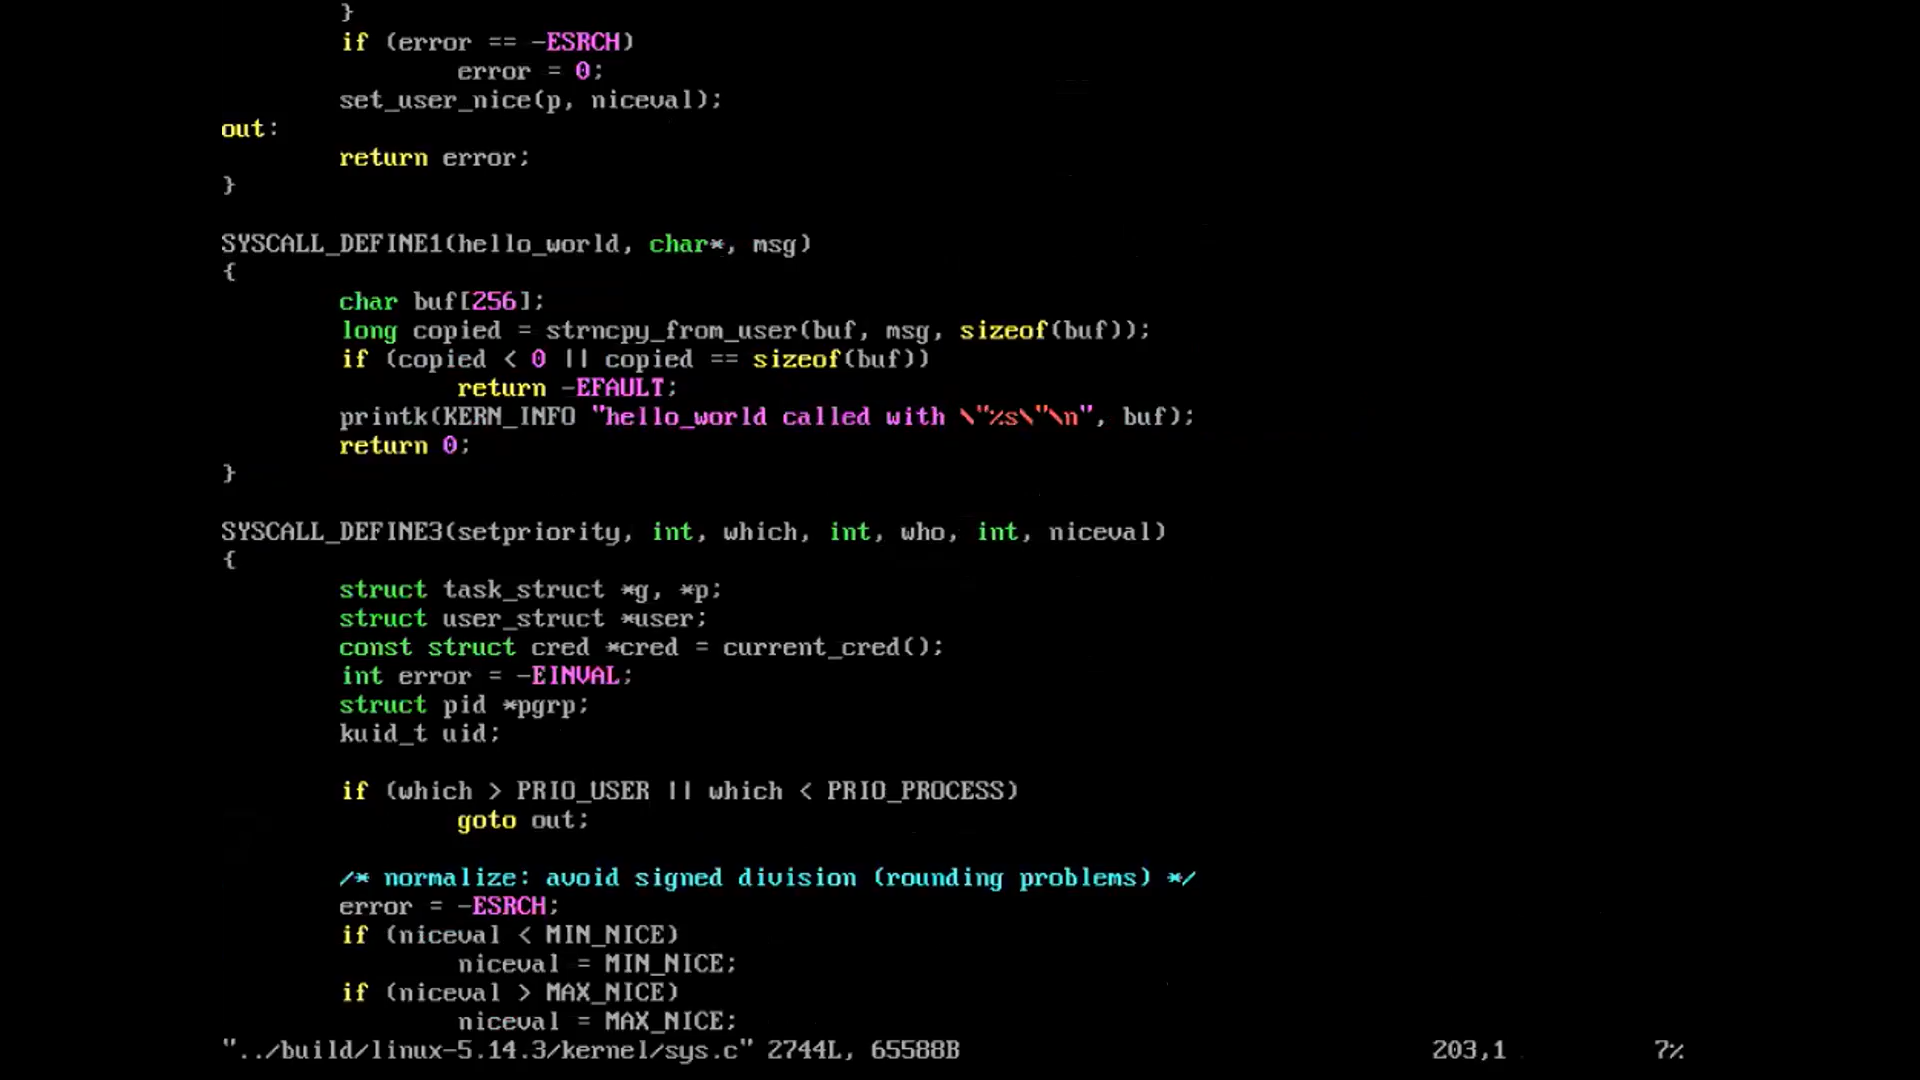 }
        if (error == -ESRCH)
                error = 0;
        set_user_nice(p, niceval);
out:
        return error;
}

SYSCALL_DEFINE1(hello_world, char*, msg)
{
        char buf[256];
        long copied = strncpy_from_user(buf, msg, sizeof(buf));
        if (copied < 0 || copied == sizeof(buf))
                return -EFAULT;
        printk(KERN_INFO "hello_world called with \"%s\"\n", buf);
        return 0;
}

SYSCALL_DEFINE3(setpriority, int, which, int, who, int, niceval)
{
        struct task_struct *g, *p;
        struct user_struct *user;
        const struct cred *cred = current_cred();
        int error = -EINVAL;
        struct pid *pgrp;
        kuid_t uid;

        if (which > PRIO_USER || which < PRIO_PROCESS)
                goto out;

        /* normalize: avoid signed division (rounding problems) */
        error = -ESRCH;
        if (niceval < MIN_NICE)
                niceval = MIN_NICE;
        if (niceval > MAX_NICE)
                niceval = MAX_NICE;
"../build/linux-5.14.3/kernel/sys.c" 2744L, 65588B 203,1 7%